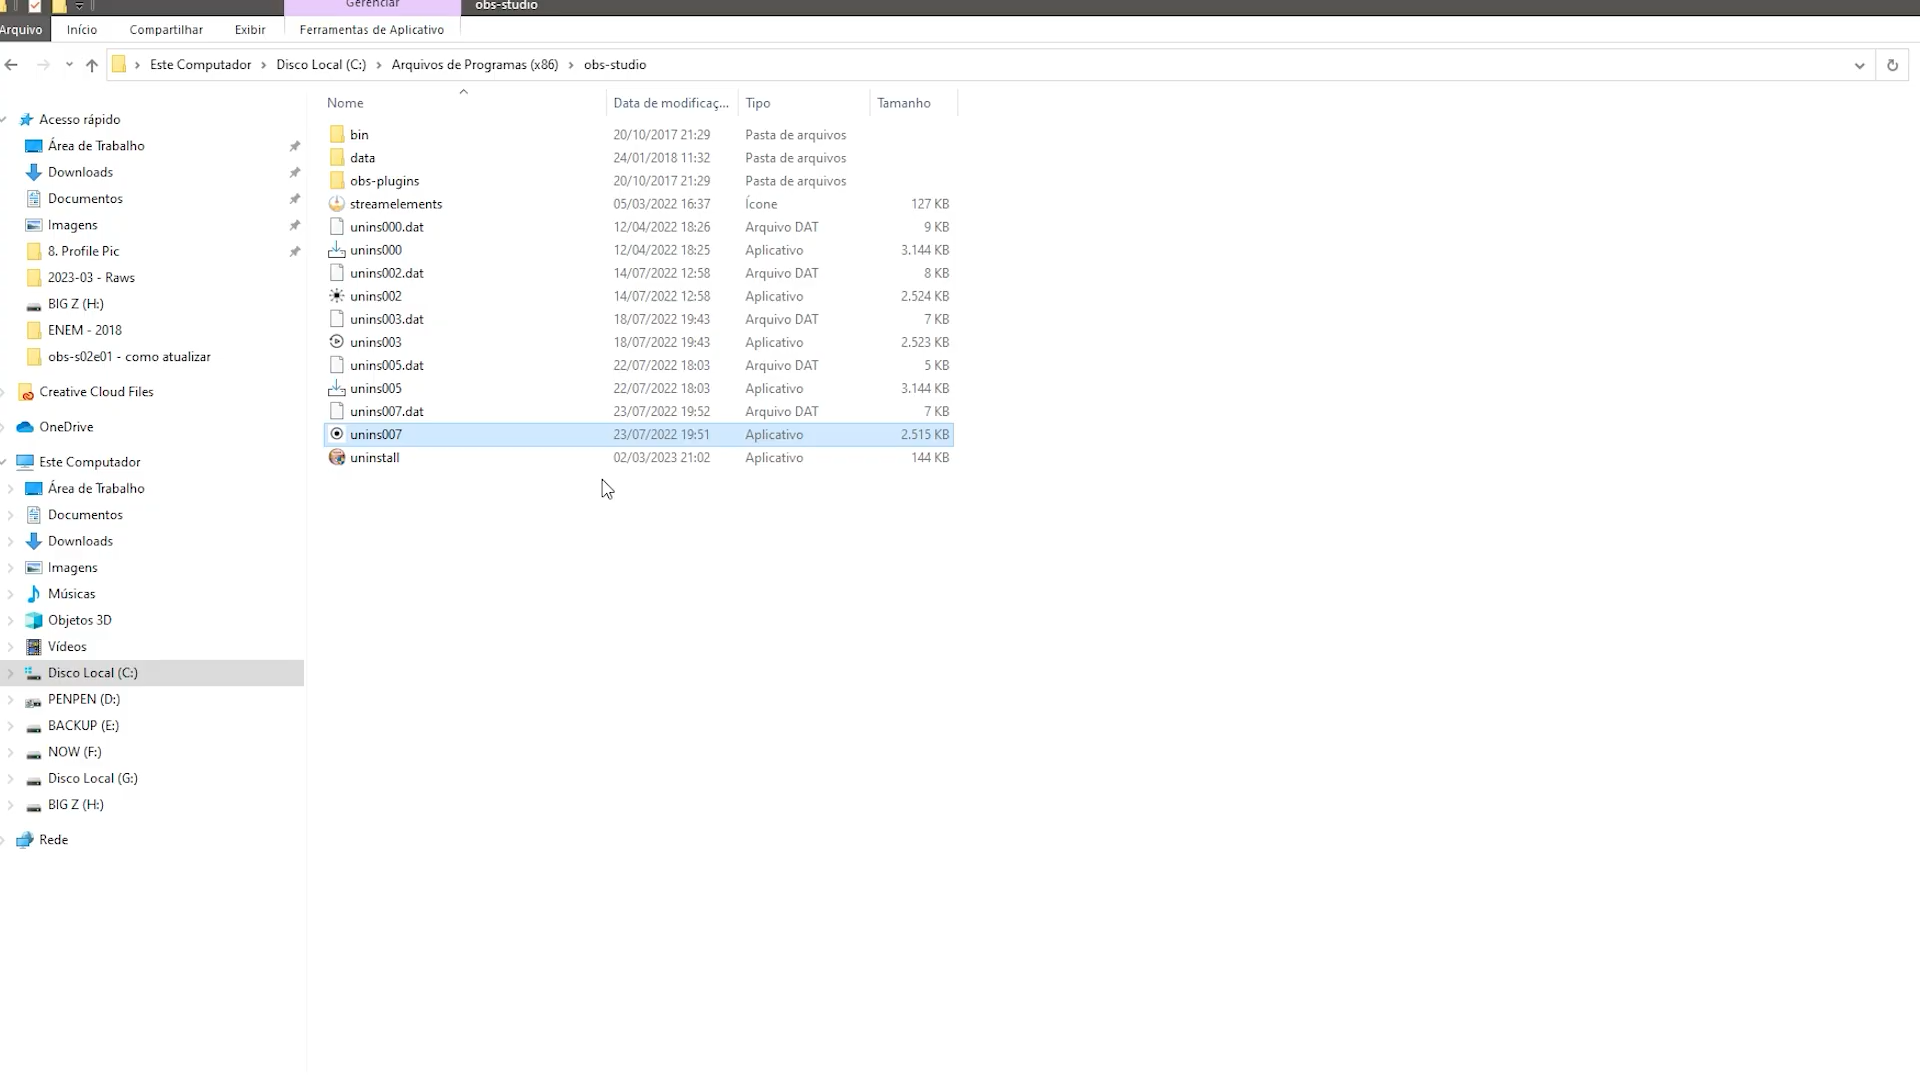 Gerenciar
obs-studio
Arquivo Início Compartilhar Exibir Ferramentas de Aplicativo
Este Computador Disco Local (C:) Arquivos de Programas (x86) obs-studio
Nome Data de modificaç... Tipo Tamanho
bin 20/10/2017 21:29 Pasta de arquivos
data 24/01/2018 11:32 Pasta de arquivos
obs-plugins 20/10/2017 21:29 Pasta de arquivos
streamelements 05/03/2022 16:37 Ícone 127 KB
unins000.dat 12/04/2022 18:26 Arquivo DAT 9 KB
unins000 12/04/2022 18:25 Aplicativo 3.144 KB
unins002.dat 14/07/2022 12:58 Arquivo DAT 8 KB
unins002 14/07/2022 12:58 Aplicativo 2.524 KB
unins003.dat 18/07/2022 19:43 Arquivo DAT 7 KB
unins003 18/07/2022 19:43 Aplicativo 2.523 KB
unins005.dat 22/07/2022 18:03 Arquivo DAT 5 KB
unins005 22/07/2022 18:03 Aplicativo 3.144 KB
unins007.dat 23/07/2022 19:52 Arquivo DAT 7 KB
unins007 23/07/2022 19:51 Aplicativo 2.515 KB
uninstall 02/03/2023 21:02 Aplicativo 144 KB
Acesso rápido
Área de Trabalho
Downloads
Documentos
Imagens
8. Profile Pic
2023-03 - Raws
BIG Z (H:)
ENEM - 2018
obs-s02e01 - como atualizar
Creative Cloud Files
OneDrive
Este Computador
Área de Trabalho
Documentos
Downloads
Imagens
Músicas
Objetos 3D
Vídeos
Disco Local (C:)
PENPEN (D:)
BACKUP (E:)
NOW (F:)
Disco Local (G:)
BIG Z (H:)
Rede